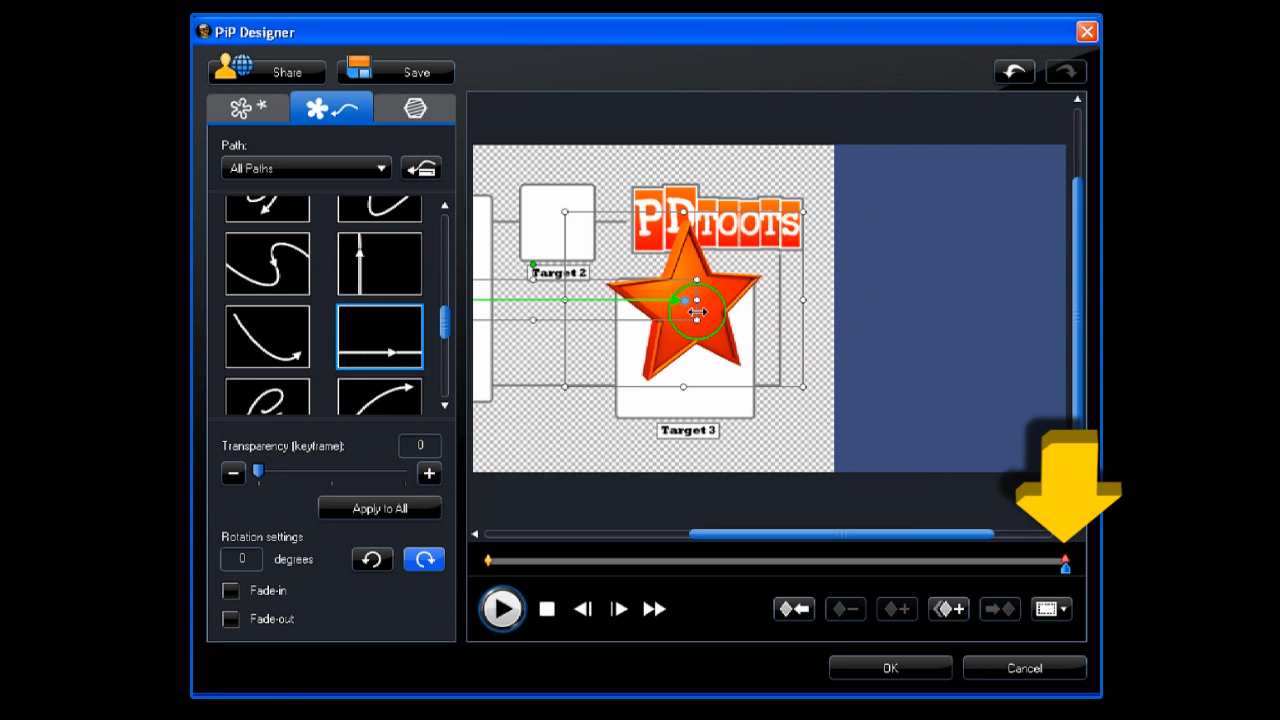 PiP Designer
Share
Save
Path:
All Paths
PDtoots
Target 2
Target 3
Transparency (keyframe):
0
Apply to All
Rotation settings
0 degrees
Fade-in
Fade-out
OK
Cancel